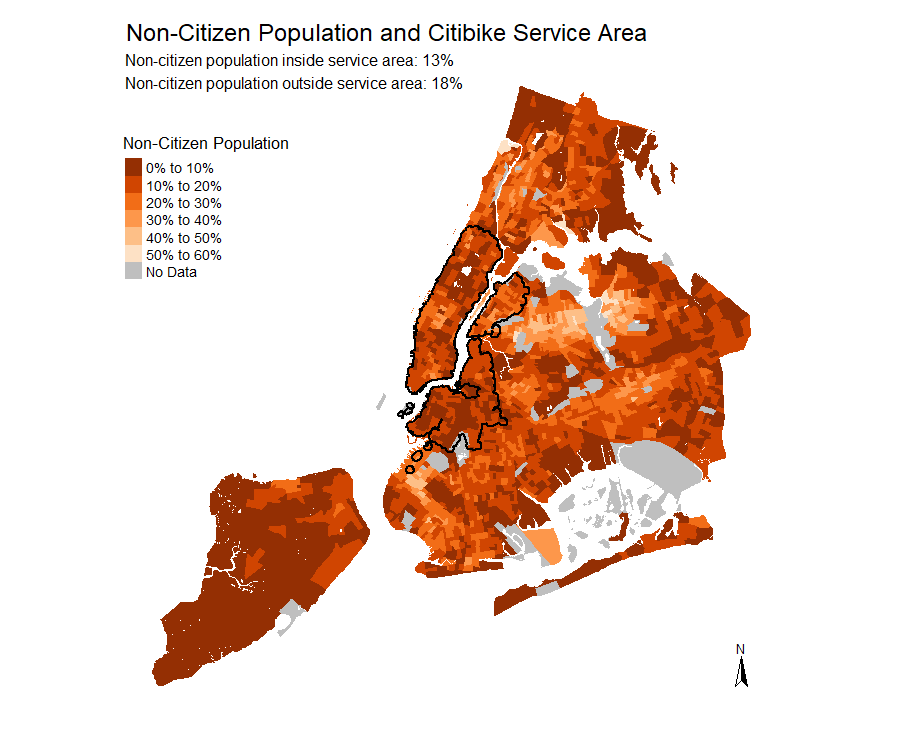 Non-Citizen Population and Citibike Service Area
Non-citizen population inside service area: 13%
Non-citizen population outside service area: 18%
Non-Citizen Population
0% to 10%
10% to 20%
20% to 30%
30% to 40%
40% to 50%
50% to 60%
No Data
N